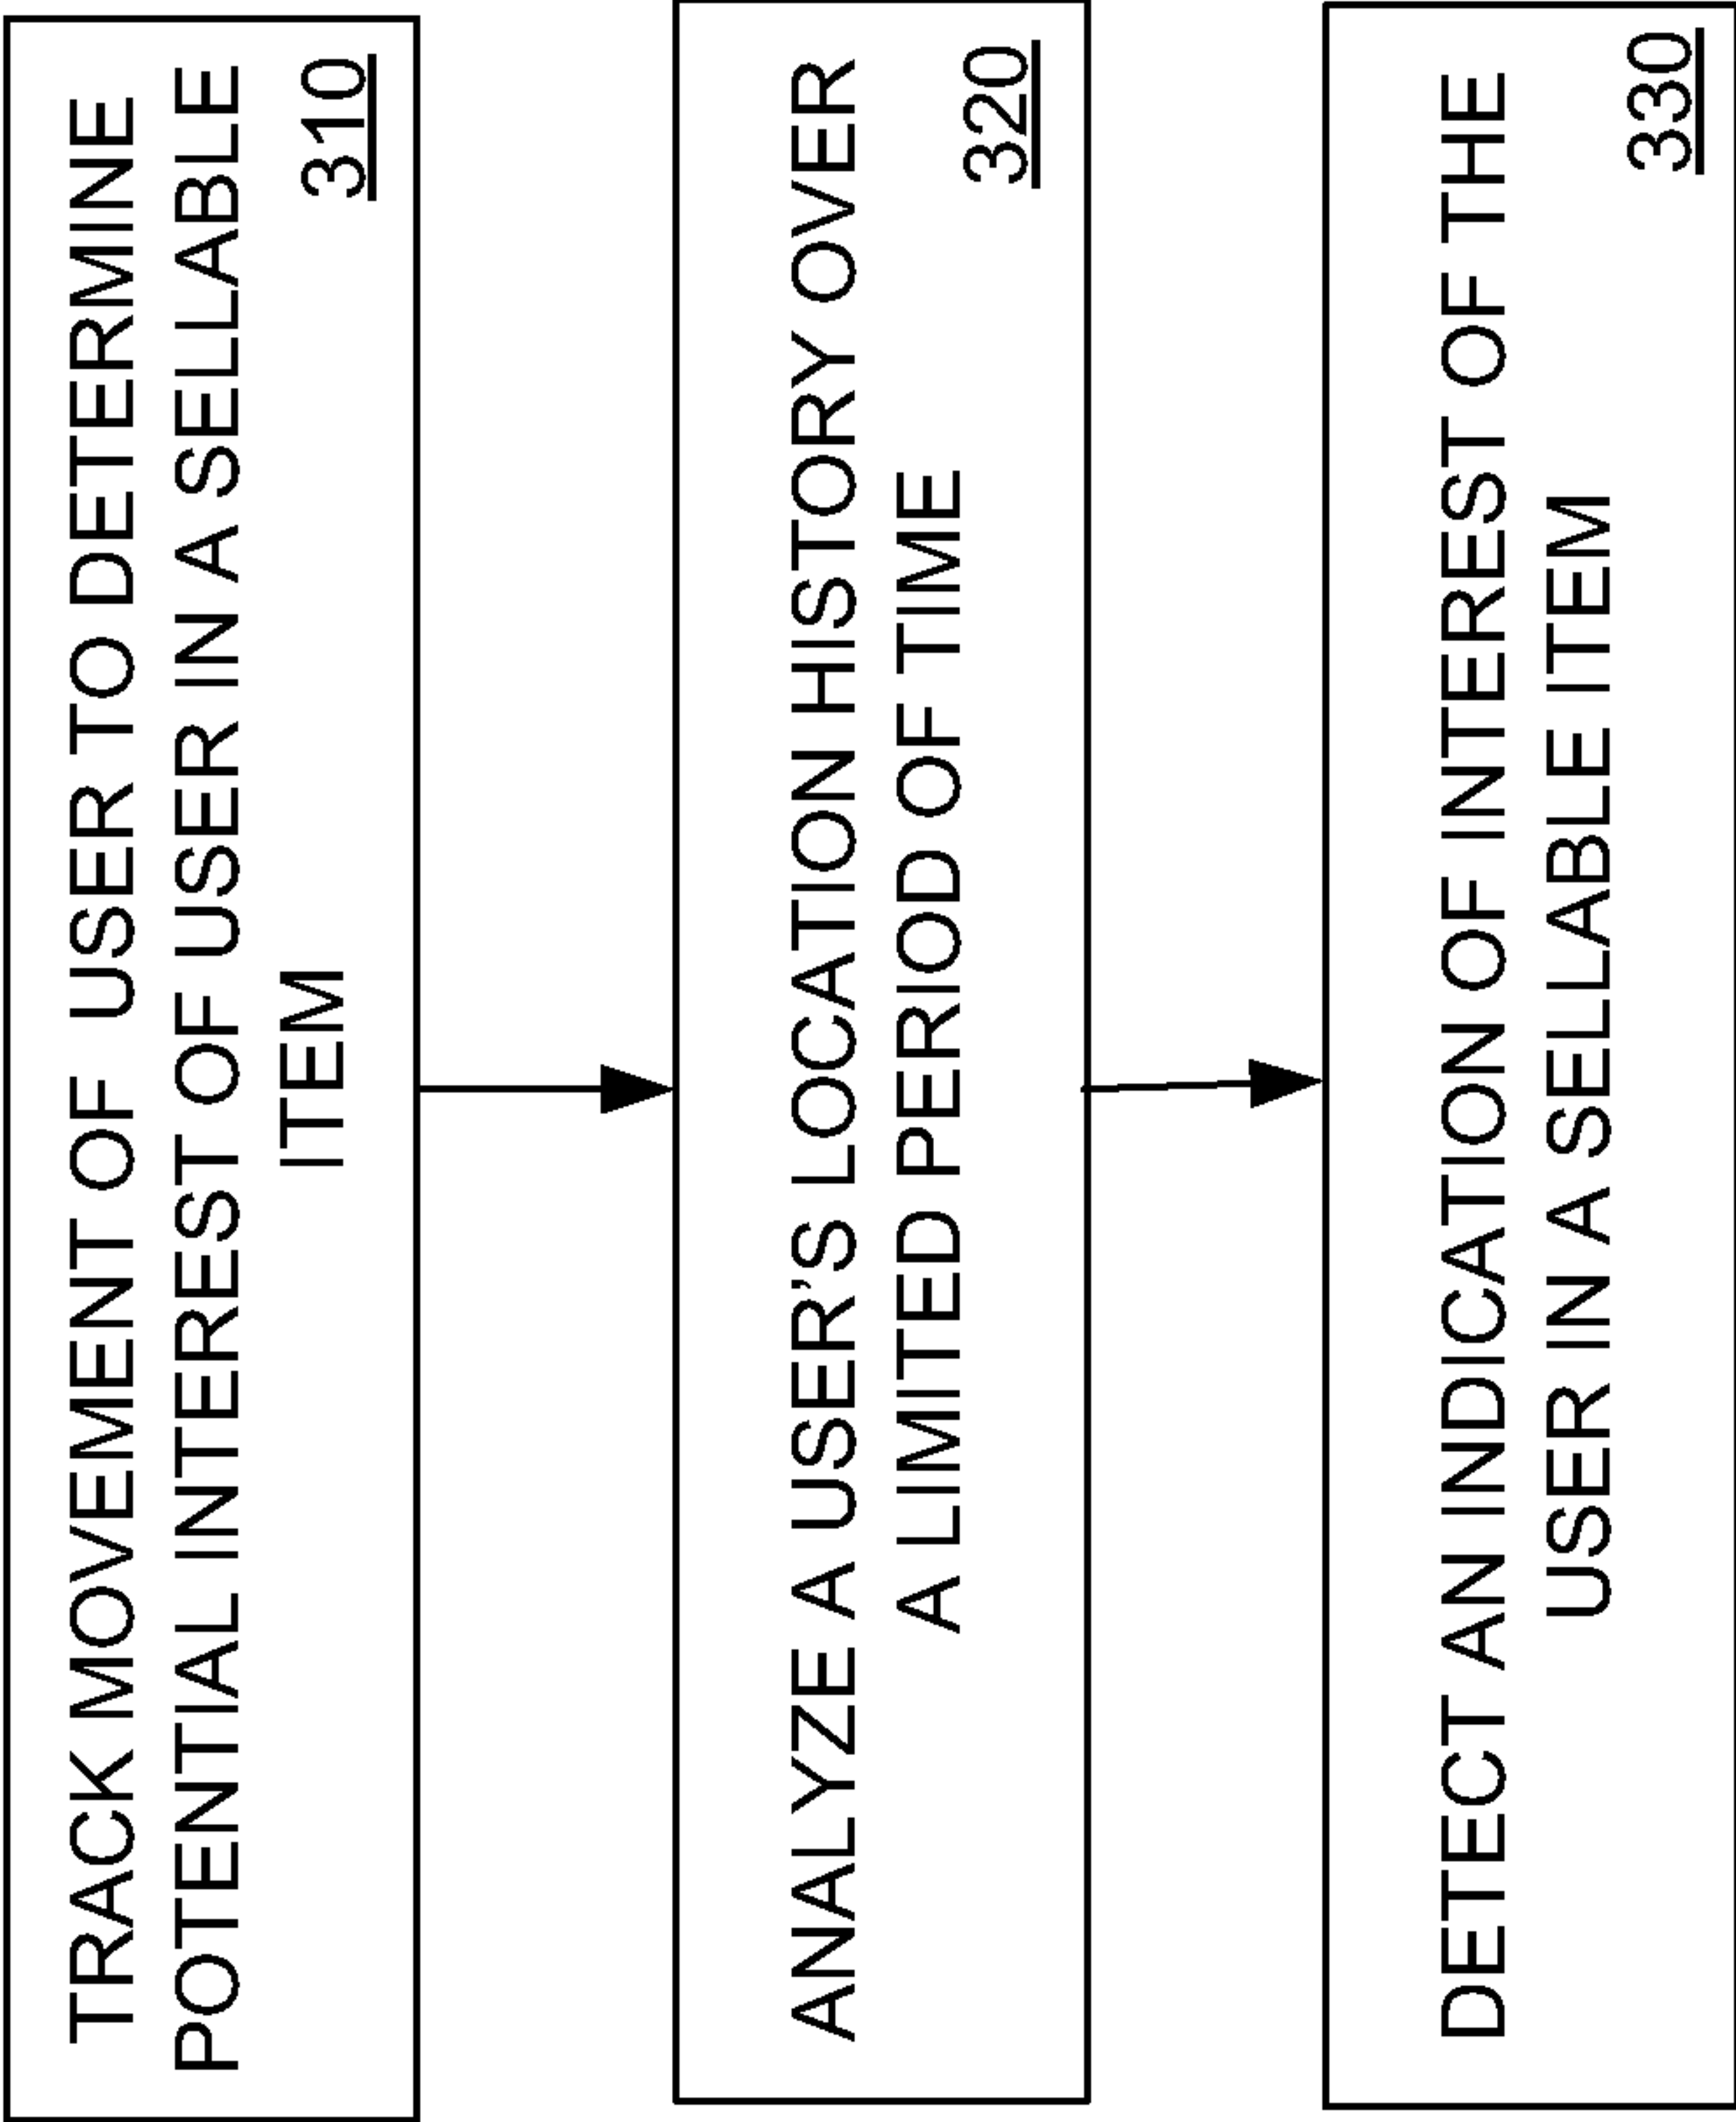 TRACK MOVEMENT OF USER TO DETERMINE
POTENTIAL INTEREST OF USER IN A SELLABLE
ITEM
310
ANALYZE A USER'S LOCATION HISTORY OVER
A LIMITED PERIOD OF TIME
320
DETECT AN INDICATION OF INTEREST OF THE
USER IN A SELLABLE ITEM
330